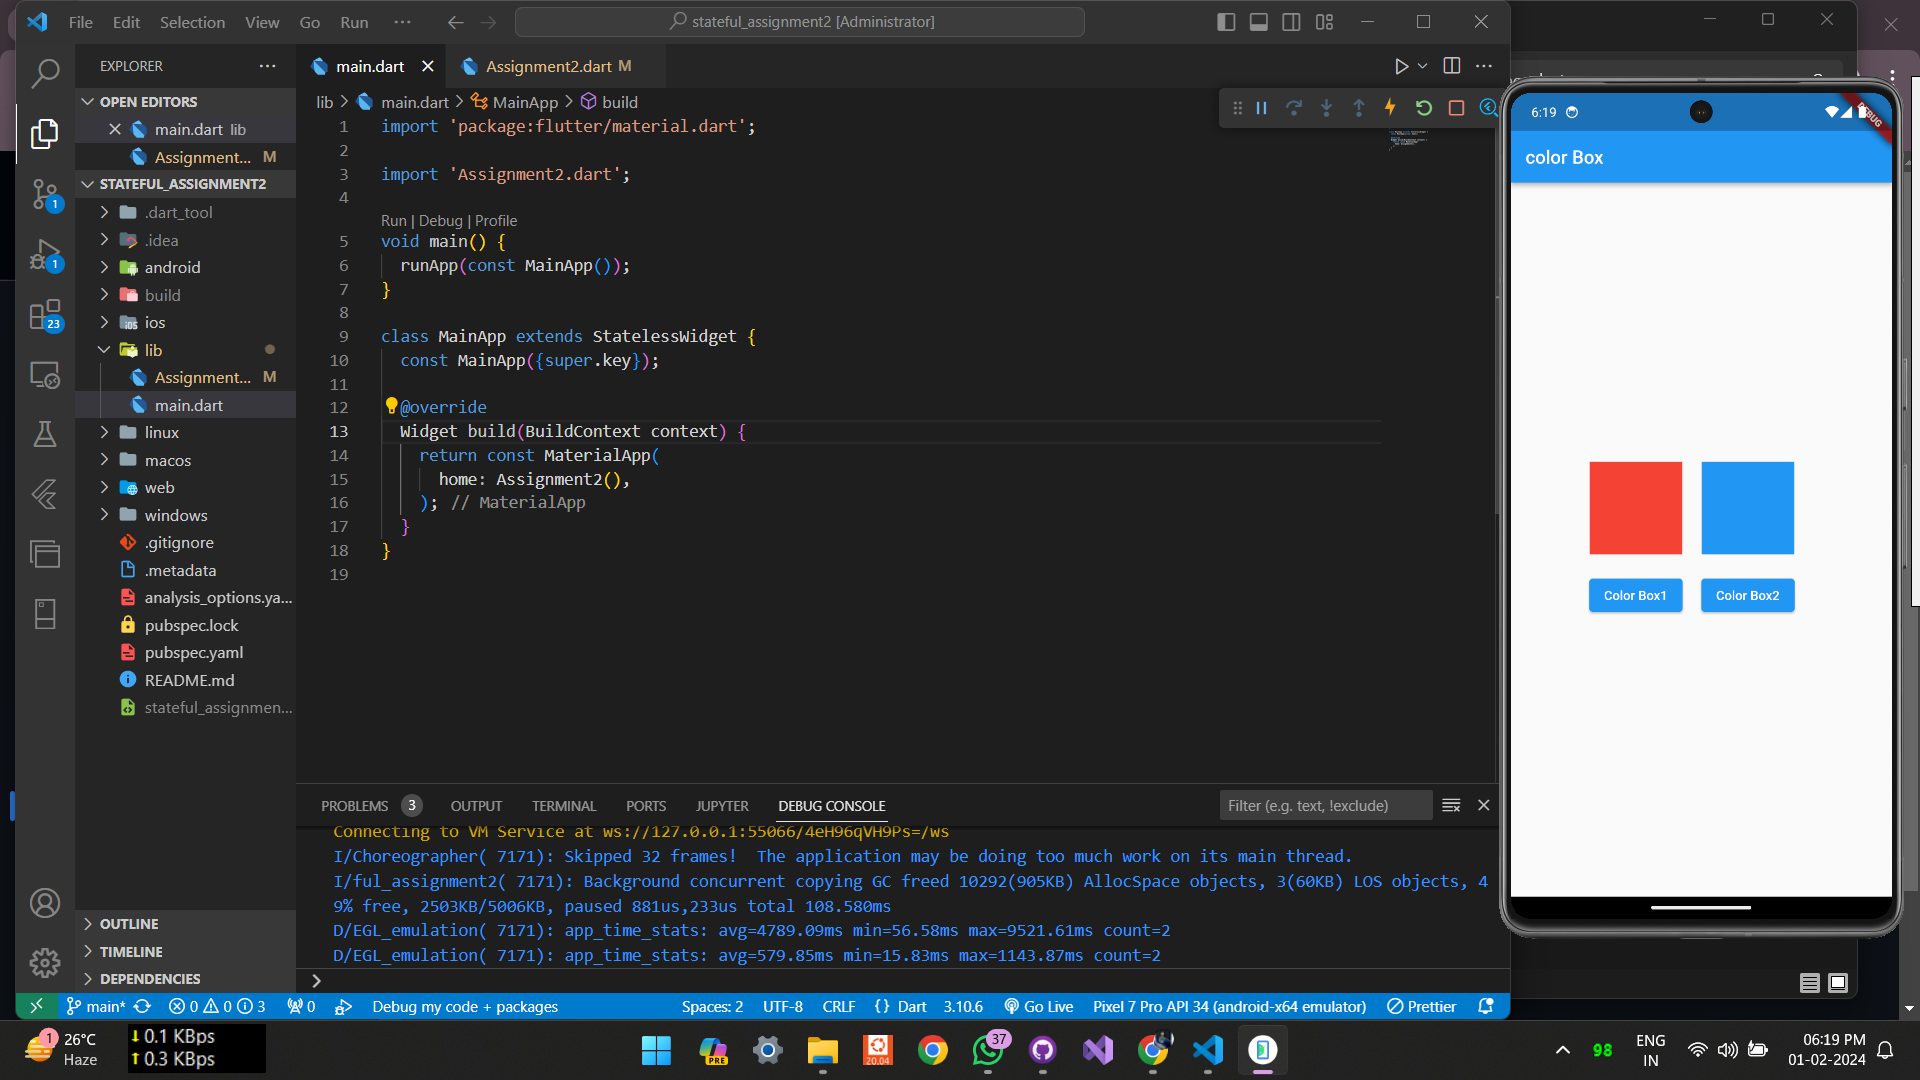 File Edit Selection View Go Run ···
stateful_assignment2 [Administrator]
EXPLORER
OPEN EDITORS
main.dart lib
Assignment... M
STATEFUL_ASSIGNMENT2
.dart_tool
.idea
android
build
ios
lib
Assignment... M
main.dart
linux
macos
web
windows
.gitignore
.metadata
analysis_options.ya...
pubspec.lock
pubspec.yaml
README.md
stateful_assignmen...
OUTLINE
TIMELINE
DEPENDENCIES
1
1
23
main.dart
Assignment2.dart M
lib > main.dart > MainApp > build
1 import 'package:flutter/material.dart';
2
3 import 'Assignment2.dart';
4
Run | Debug | Profile
5 void main() {
6 runApp(const MainApp());
7 }
8
9 class MainApp extends StatelessWidget {
10 const MainApp({super.key});
11
12 @override
13 Widget build(BuildContext context) {
14 return const MaterialApp(
15 home: Assignment2(),
16 ); // MaterialApp
17 }
18 }
19
PROBLEMS 3 OUTPUT TERMINAL PORTS JUPYTER DEBUG CONSOLE
Filter (e.g. text, !exclude)
Connecting to VM Service at ws://127.0.0.1:55066/4eH96qVH9Ps=/ws
I/Choreographer( 7171): Skipped 32 frames!  The application may be doing too much work on its main thread.
I/ful_assignment2( 7171): Background concurrent copying GC freed 10292(905KB) AllocSpace objects, 3(60KB) LOS objects, 4
9% free, 2503KB/5006KB, paused 881us,233us total 108.580ms
D/EGL_emulation( 7171): app_time_stats: avg=4789.09ms min=56.58ms max=9521.61ms count=2
D/EGL_emulation( 7171): app_time_stats: avg=579.85ms min=15.83ms max=1143.87ms count=2
main* 0 0 3 0 Debug my code + packages
Spaces: 2 UTF-8 CRLF {} Dart 3.10.6 Go Live Pixel 7 Pro API 34 (android-x64 emulator) Prettier
6:19
DEBUG
color Box
Color Box1
Color Box2
1
26°C
Haze
0.1 KBps
0.3 KBps
PRE
20.04
37
98
ENG
IN
06:19 PM
01-02-2024